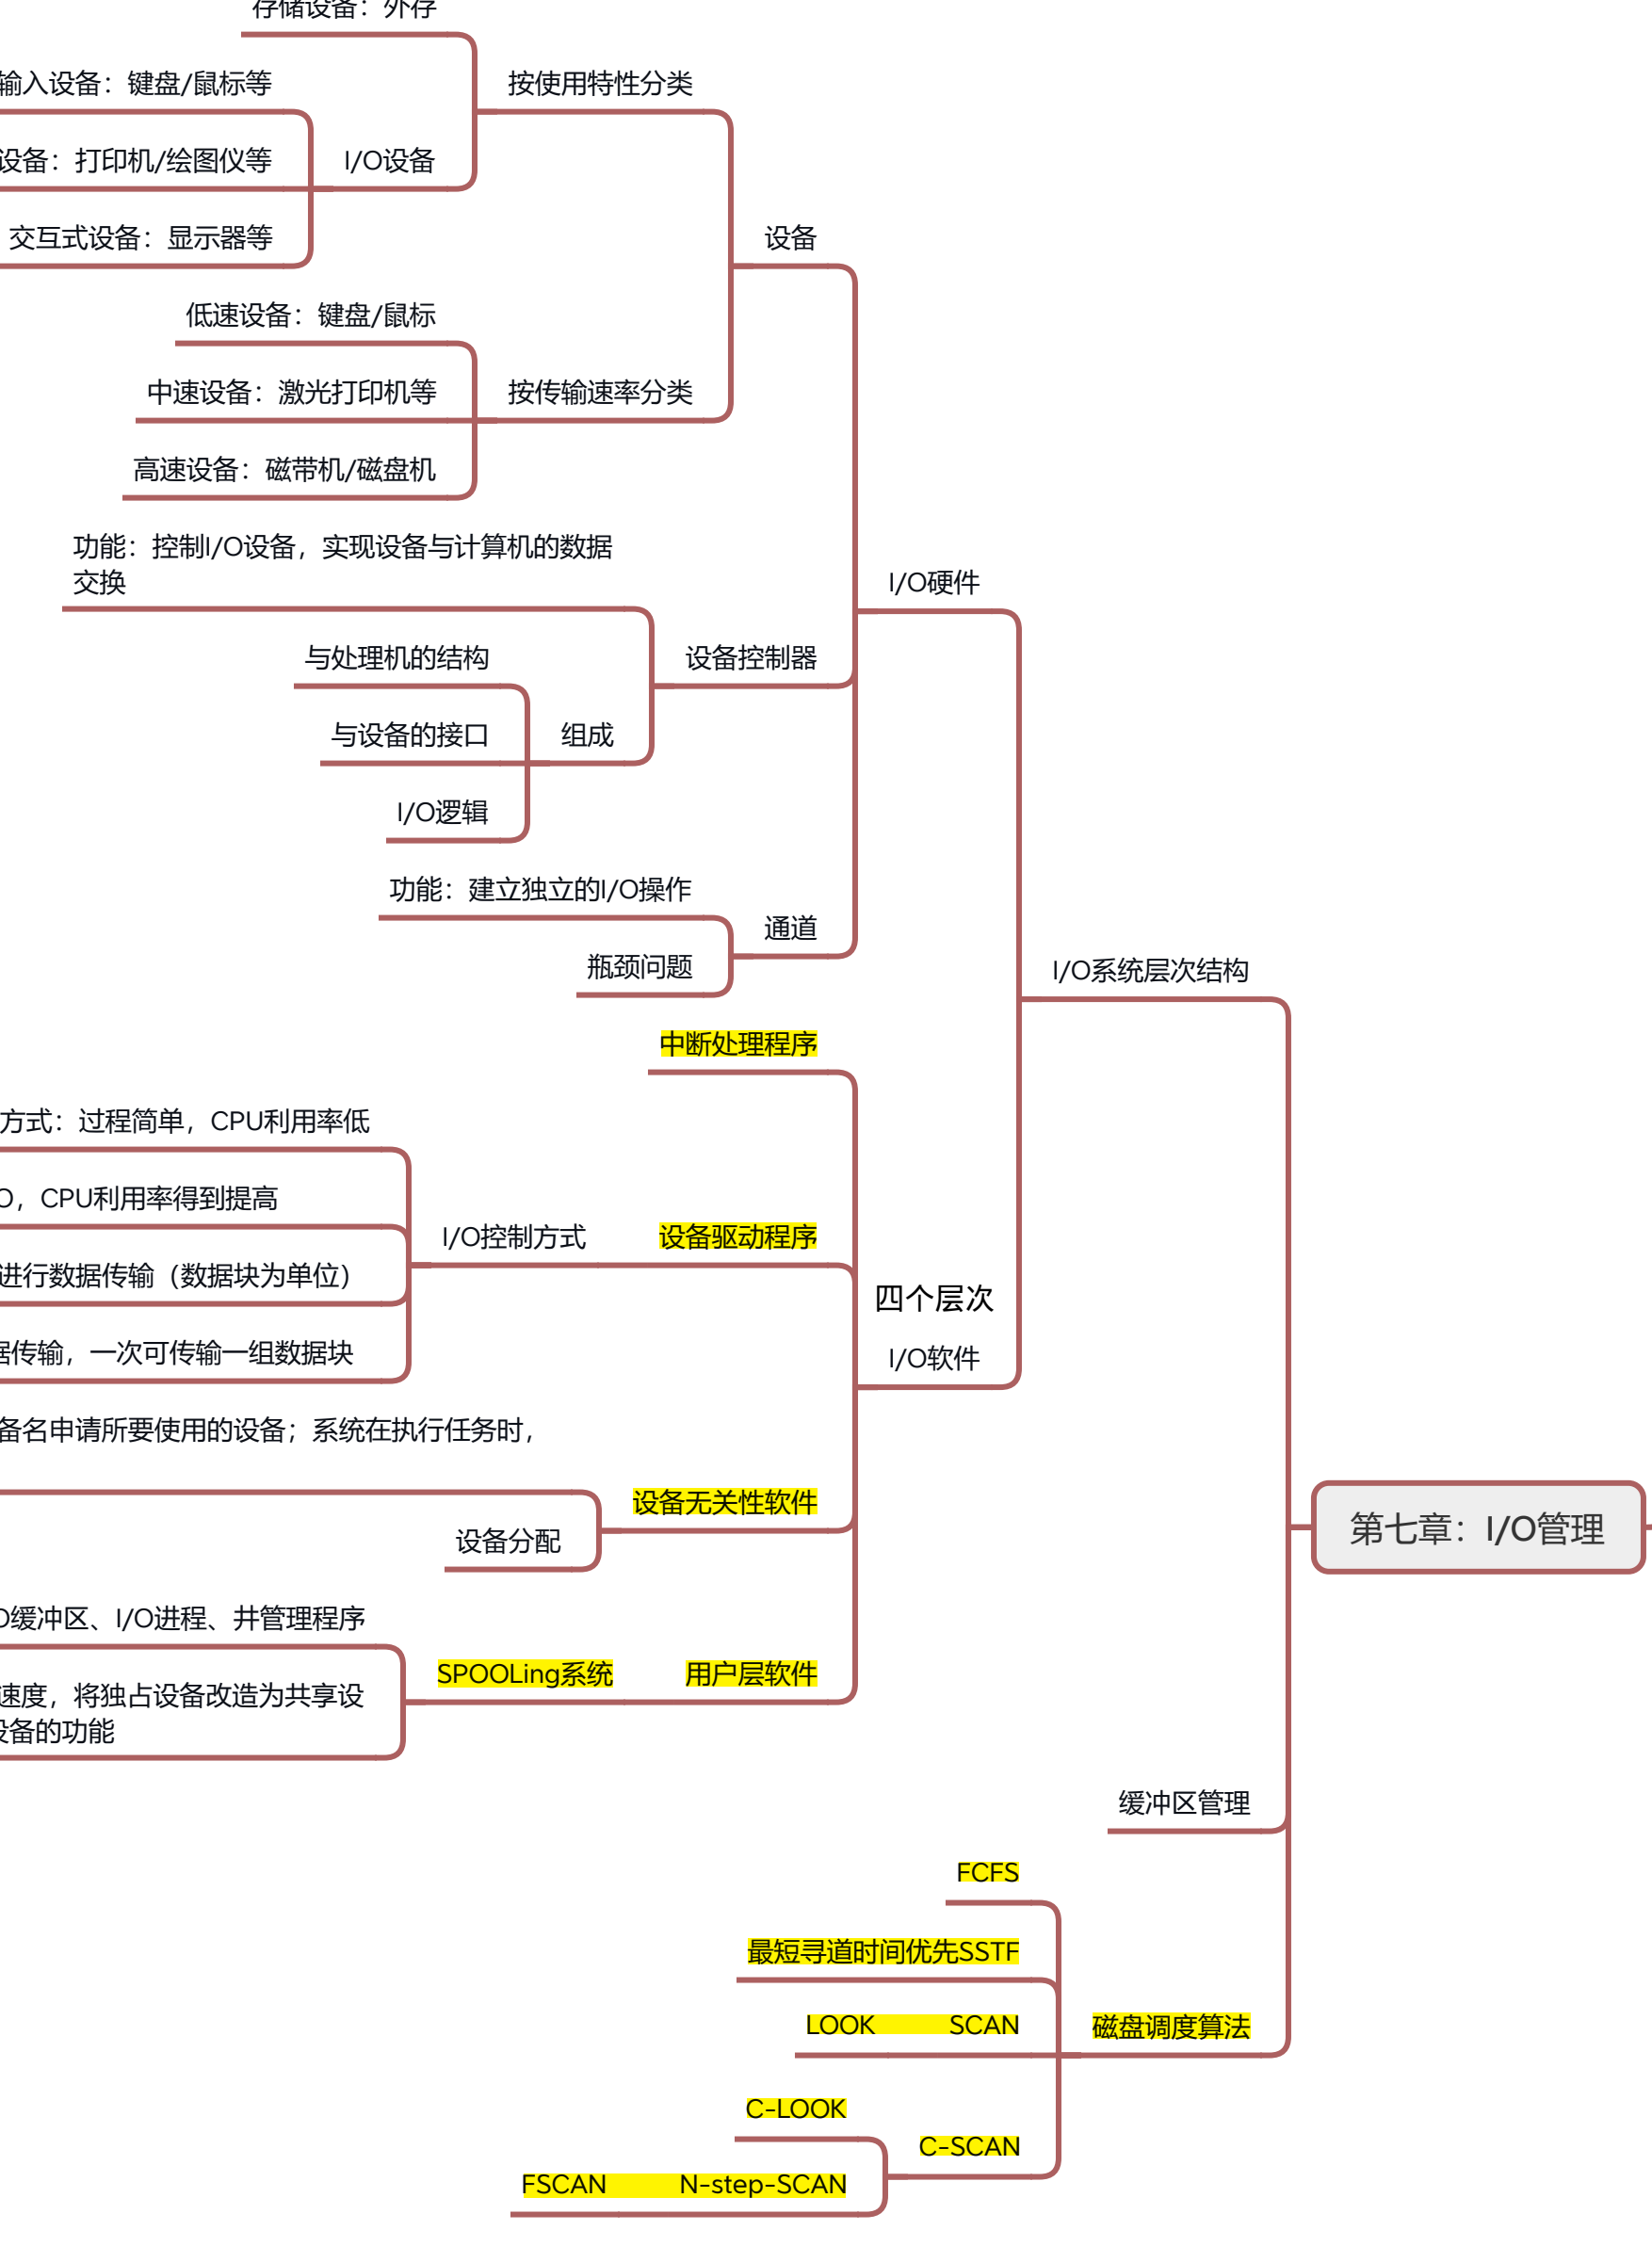 存储设备：外存
输入设备：键盘/鼠标等
按使用特性分类
设备：打印机/绘图仪等
I/O设备
交互式设备：显示器等
设备
低速设备：键盘/鼠标
中速设备：激光打印机等
按传输速率分类
高速设备：磁带机/磁盘机
功能：控制I/O设备，实现设备与计算机的数据
交换
I/O硬件
与处理机的结构
设备控制器
与设备的接口
组成
I/O逻辑
功能：建立独立的I/O操作
通道
瓶颈问题
I/O系统层次结构
中断处理程序
方式：过程简单，CPU利用率低
O，CPU利用率得到提高
I/O控制方式
设备驱动程序
进行数据传输（数据块为单位）
四个层次
据传输，一次可传输一组数据块
I/O软件
备名申请所要使用的设备；系统在执行任务时，
设备无关性软件
设备分配
第七章：I/O管理
O缓冲区、I/O进程、井管理程序
SPOOLing系统
用户层软件
速度，将独占设备改造为共享设
设备的功能
缓冲区管理
FCFS
最短寻道时间优先SSTF
LOOK
SCAN
磁盘调度算法
C-LOOK
C-SCAN
FSCAN
N-step-SCAN